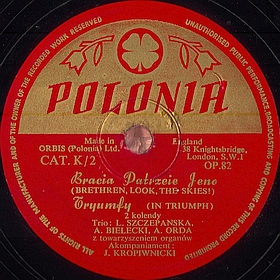 ALL RIGHTS OF THE MANUFACTURER AND OF THE OWNER OF THE RECORDED WORK RESERVED
UNAUTHORISED PUBLIC PERFORMANCE, BROADCASTING AND COPYING OF THIS RECORD PROHIBITED
POLONIA
Made in
ORBIS (Polonia) Ltd.
CAT. K/2
England
38 Knightsbridge,
London, S.W.1
OP.82
Bracia Patrzcie Jeno
(BRETHREN, LOOK, THE SKIES!)
Tryumfy (IN TRIUMPH)
2 kolendy
Trio: L. SZCZEPAŃSKA,
A. BIELECKI, A. ORDA
z towarzyszeniem organów
Akompaniament:
J. KROPIWNICKI